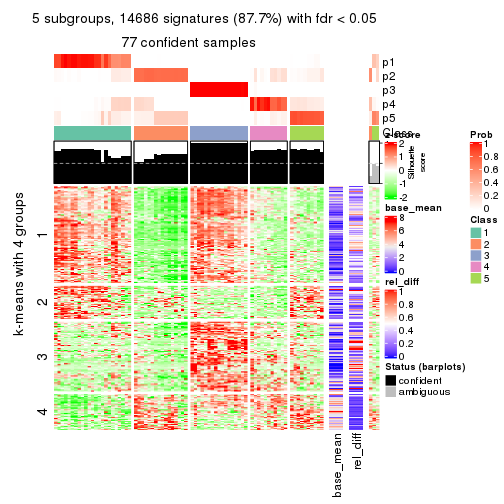 5 subgroups, 14686 signatures (87.7%) with fdr < 0.05
77 confident samples
p1
p2
p3
p4
p5
Class
Silhouette
score
k-means with 4 groups
1
2
3
4
base_mean
rel_diff
z-score
2
1
0
-1
-2
base_mean
8
6
4
2
0
rel_diff
1
0.8
0.6
0.4
0.2
0
Status (barplots)
confident
ambiguous
Prob
1
0.8
0.6
0.4
0.2
0
Class
1
2
3
4
5